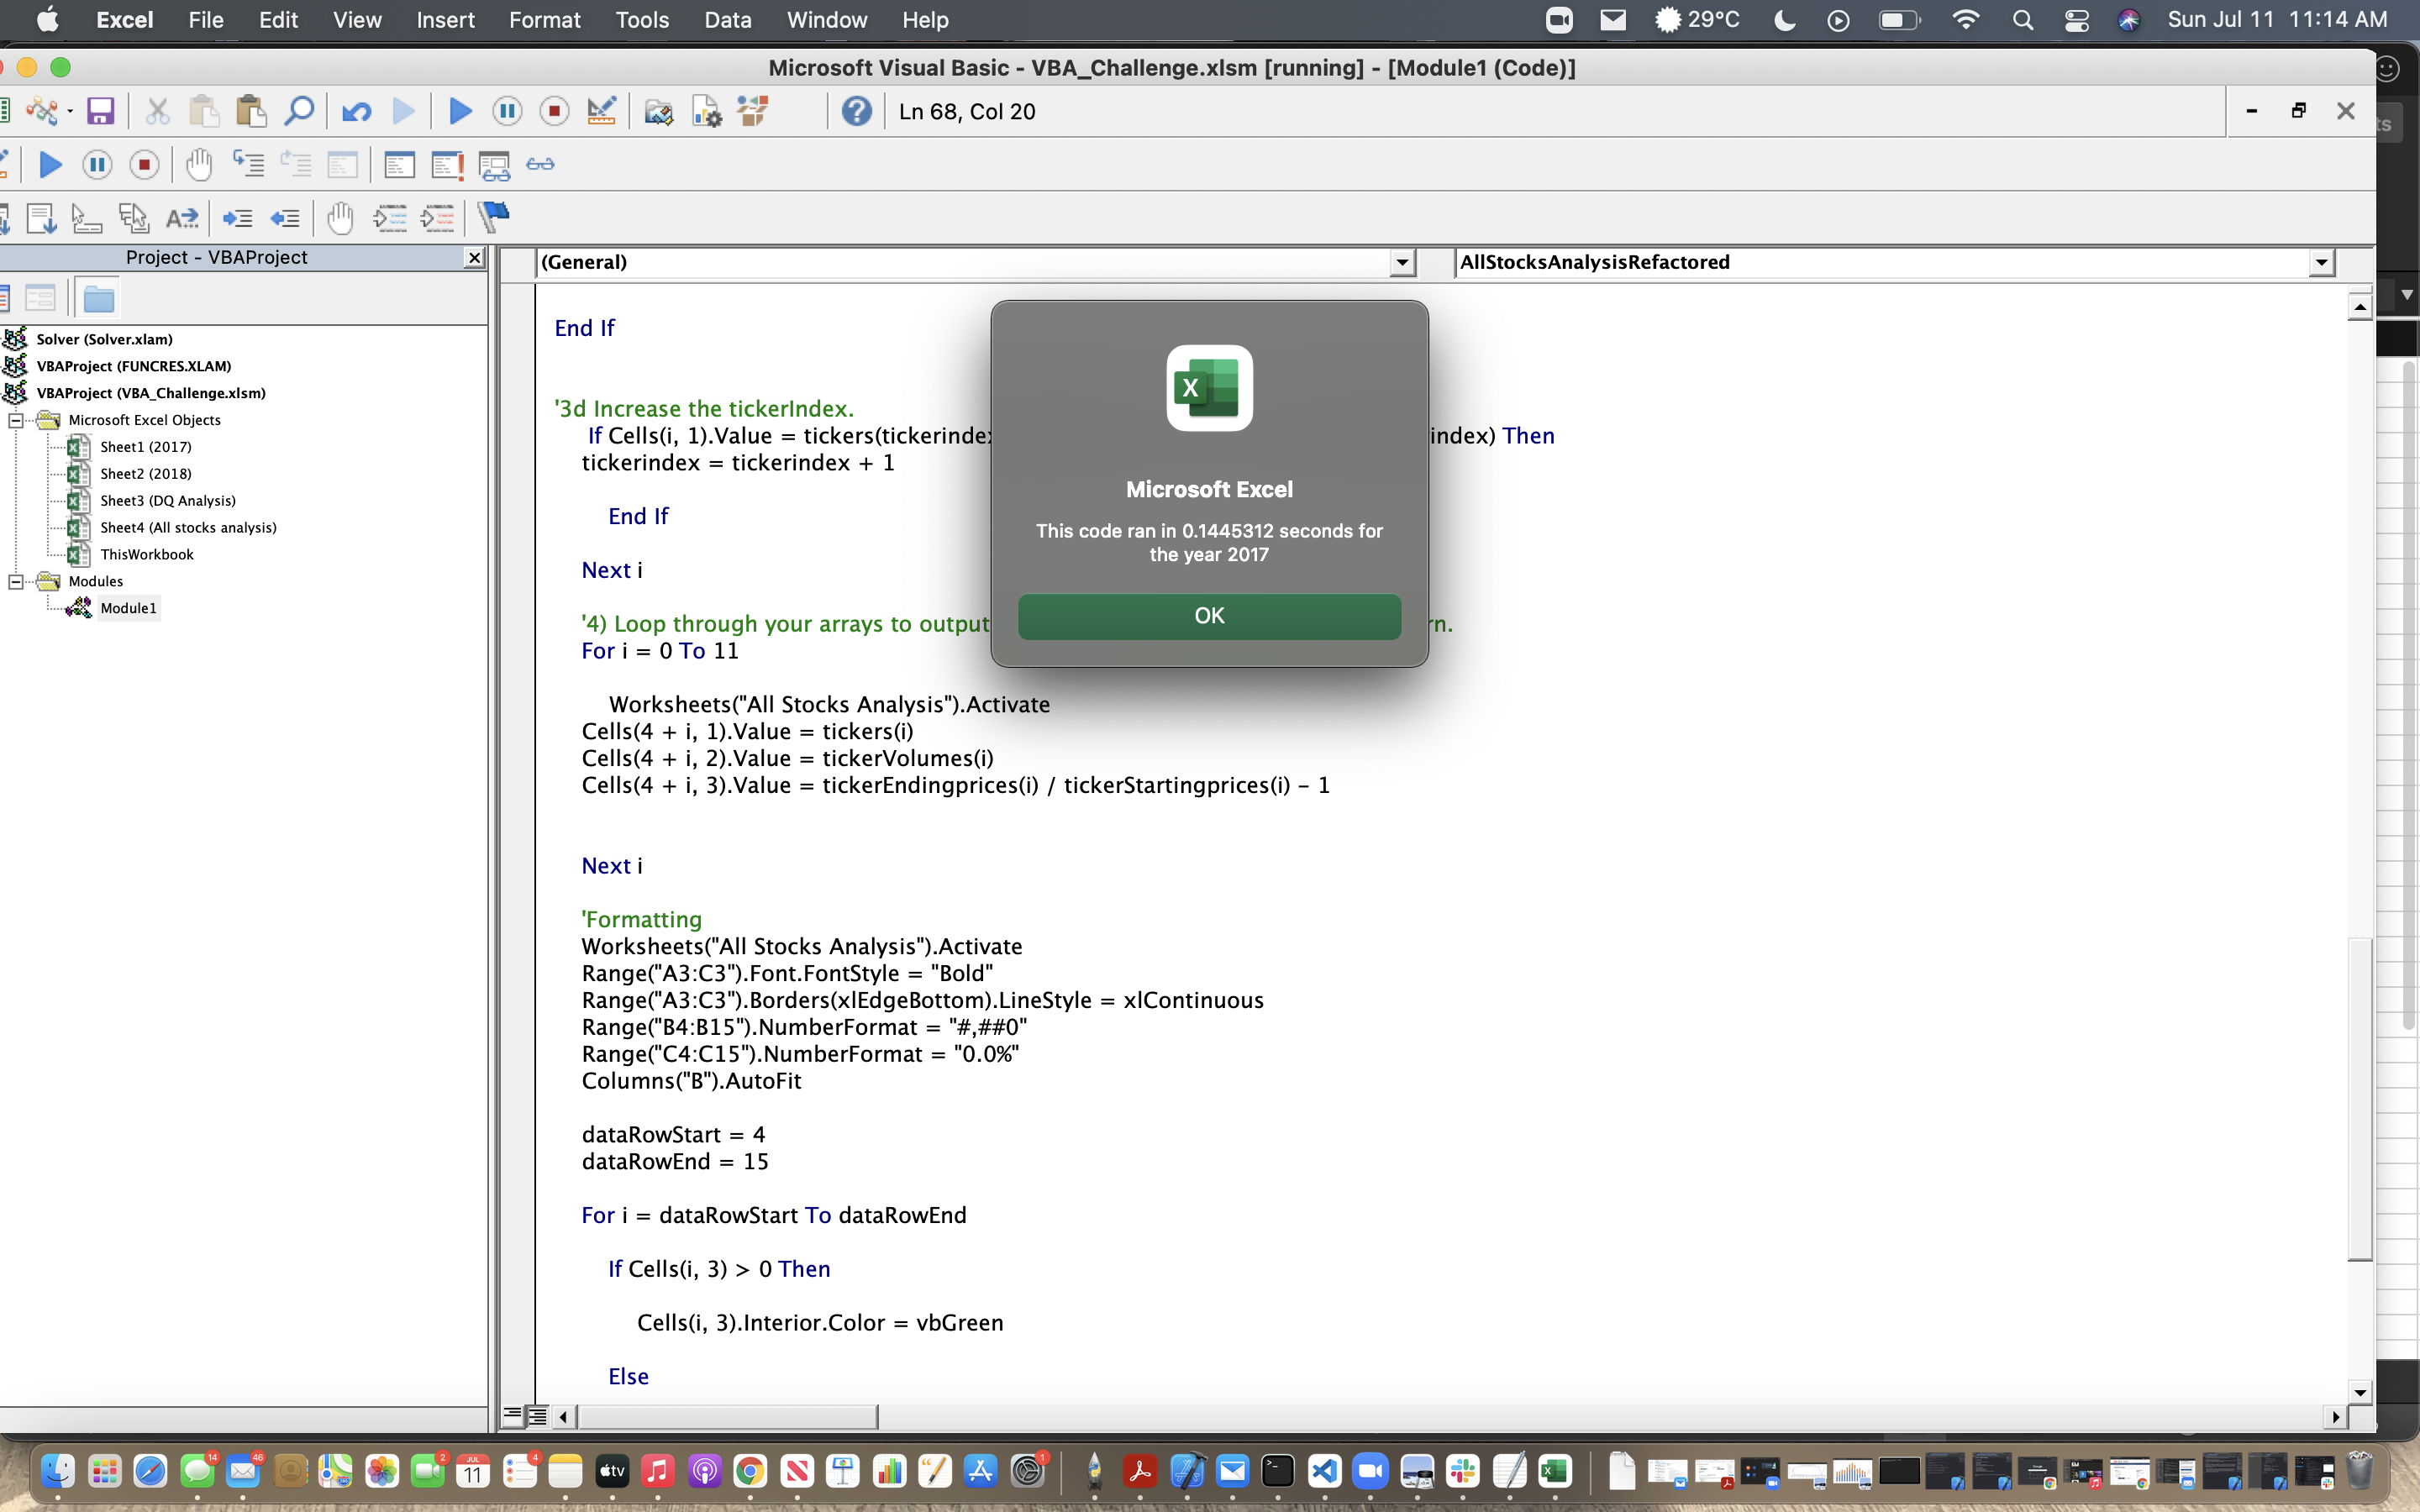 Excel File Edit View Insert Format Tools Data Window Help 29°C Sun Jul 11 11:14 AM
Microsoft Visual Basic - VBA_Challenge.xlsm [running] - [Module1 (Code)]
Ln 68, Col 20
Project - VBAProject
(General) AllStocksAnalysisRefactored
Solver (Solver.xlam)
VBAProject (FUNCRES.XLAM)
VBAProject (VBA_Challenge.xlsm)
Microsoft Excel Objects
Sheet1 (2017)
Sheet2 (2018)
Sheet3 (DQ Analysis)
Sheet4 (All stocks analysis)
ThisWorkbook
Modules
Module1
End If
'3d Increase the tickerIndex.
If Cells(i, 1).Value = tickers(tickerinde index) Then
tickerindex = tickerindex + 1
End If
Next i
'4) Loop through your arrays to output rn.
For i = 0 To 11
Worksheets("All Stocks Analysis").Activate
Cells(4 + i, 1).Value = tickers(i)
Cells(4 + i, 2).Value = tickerVolumes(i)
Cells(4 + i, 3).Value = tickerEndingprices(i) / tickerStartingprices(i) - 1
Next i
'Formatting
Worksheets("All Stocks Analysis").Activate
Range("A3:C3").Font.FontStyle = "Bold"
Range("A3:C3").Borders(xlEdgeBottom).LineStyle = xlContinuous
Range("B4:B15").NumberFormat = "#,##0"
Range("C4:C15").NumberFormat = "0.0%"
Columns("B").AutoFit
dataRowStart = 4
dataRowEnd = 15
For i = dataRowStart To dataRowEnd
If Cells(i, 3) > 0 Then
Cells(i, 3).Interior.Color = vbGreen
Else
Microsoft Excel
This code ran in 0.1445312 seconds for
the year 2017
OK
14 46 2 JUL 11 4 tv 1